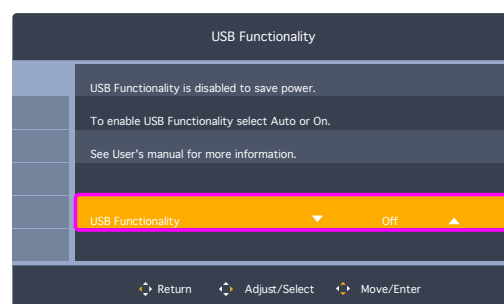 USB Functionality
USB Functionality is disabled to save power.
To enable USB Functionality select Auto or On.
See User's manual for more information.
USB Functionality Off
Return Adjust/Select Move/Enter